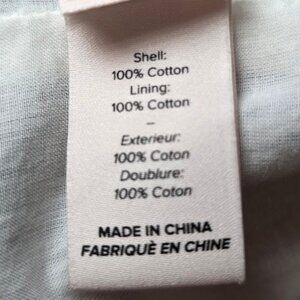 Shell:
100% Cotton
Lining:
100% Cotton
–
Exterieur:
100% Coton
Doublure:
100% Coton
MADE IN CHINA
FABRIQUÈ EN CHINE